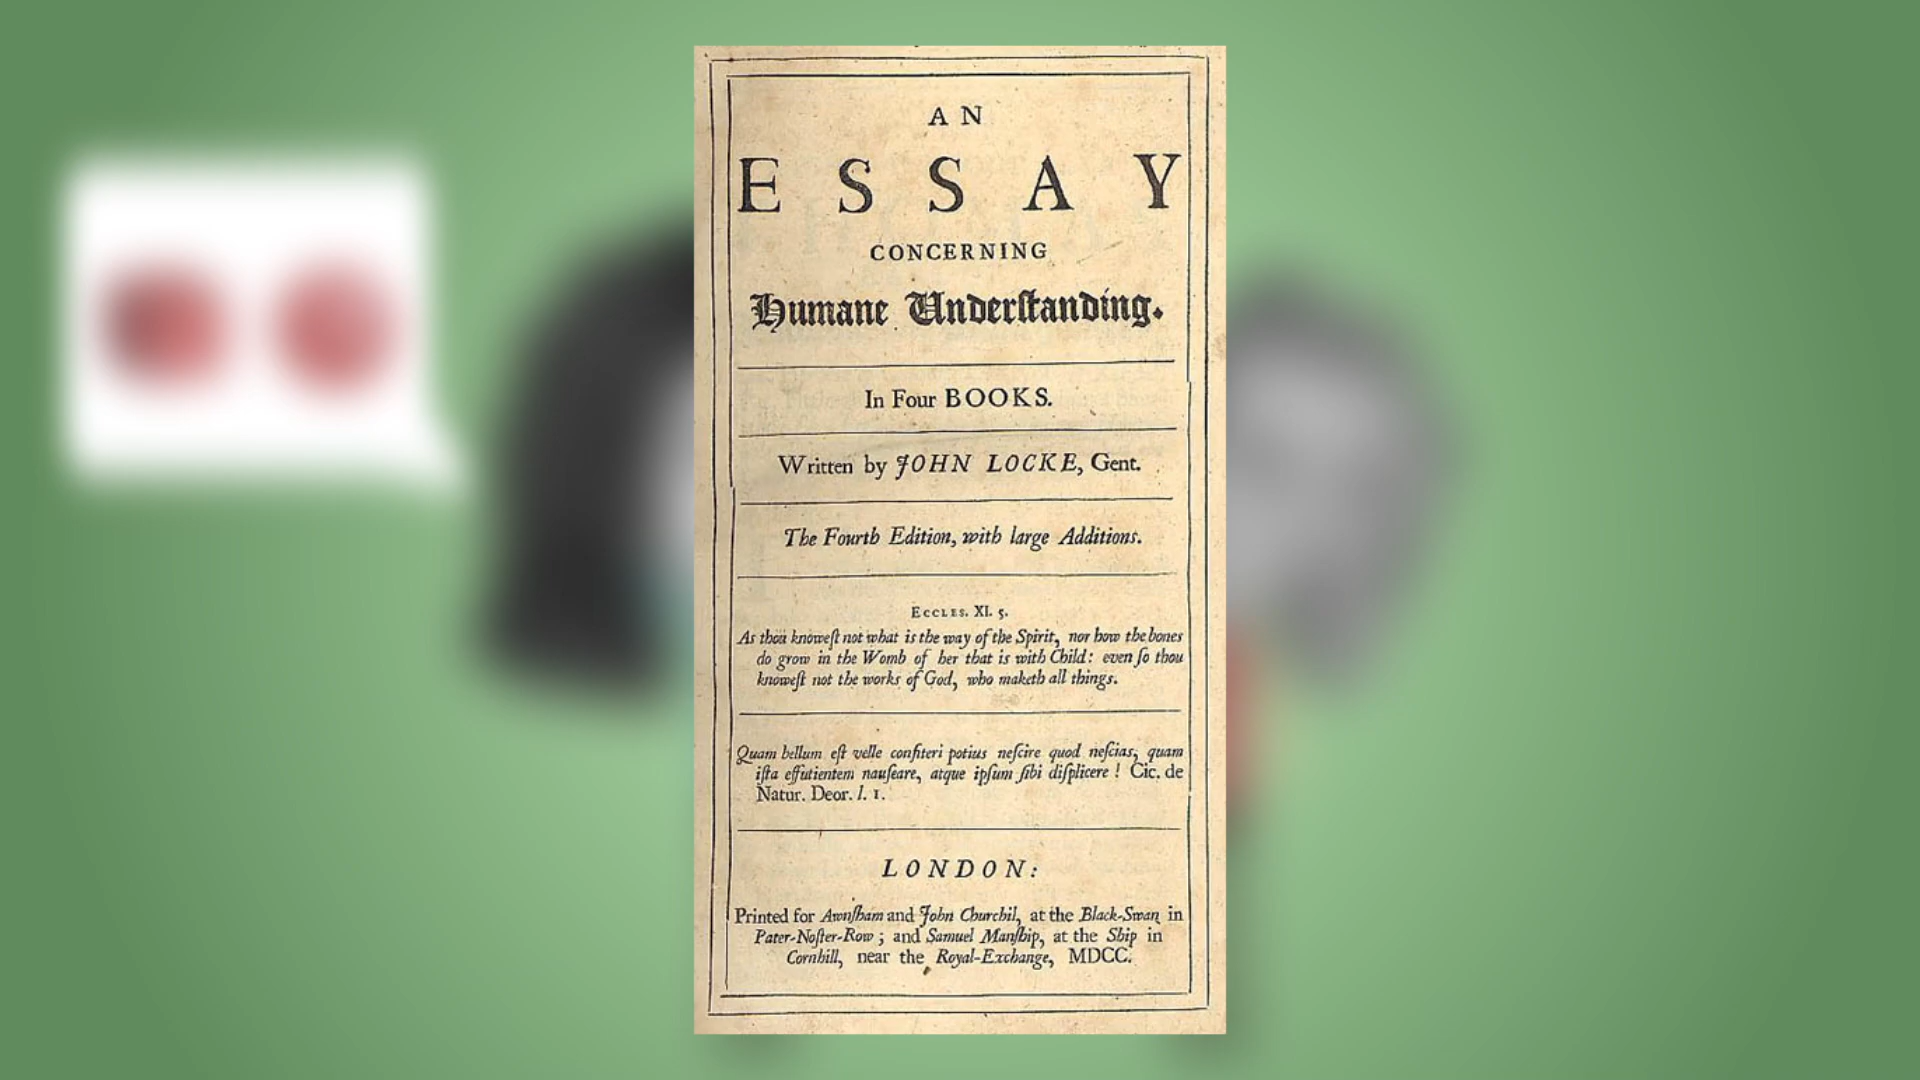 AN
ESSAY
CONCERNING
Humane Underſtanding.
In Four BOOKS.
Written by JOHN LOCKE, Gent.
The Fourth Edition, with large Additions.
ECCLES. XI. 5.
As thou knoweſt not what is the way of the Spirit, nor how the bones
do grow in the Womb of her that is with Child: even ſo thou
knoweſt not the works of God, who maketh all things.
Quam bellum eſt velle confiteri potius neſcire quod neſcias, quam
iſta effutientem nauſeare, atque ipſum ſibi diſplicere! Cic. de
Natur. Deor. l. 1.
LONDON:
Printed for Awnſham and John Churchil, at the Black-Swan in
Pater-Noſter-Row; and Samuel Manſhip, at the Ship in
Cornhill, near the Royal-Exchange, MDCC.